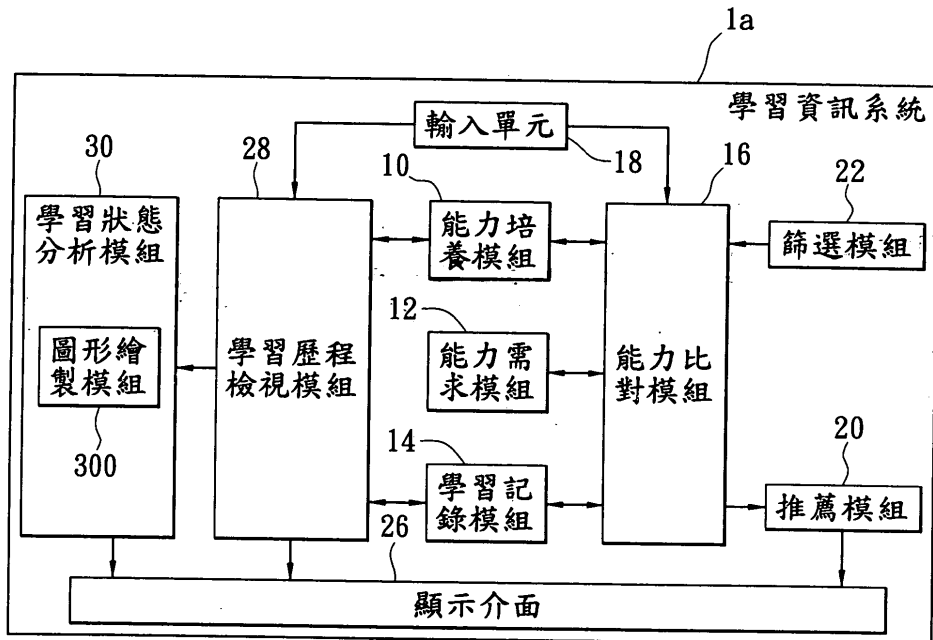 1a
學習資訊系統
輸入單元
18
30
28
10
16
22
學習狀態
分析模組
能力培
養模組
篩選模組
12
圖形繪
製模組
300
學習歷程
檢視模組
能力需
求模組
能力比
對模組
14
20
學習記
錄模組
推薦模組
26
顯示介面